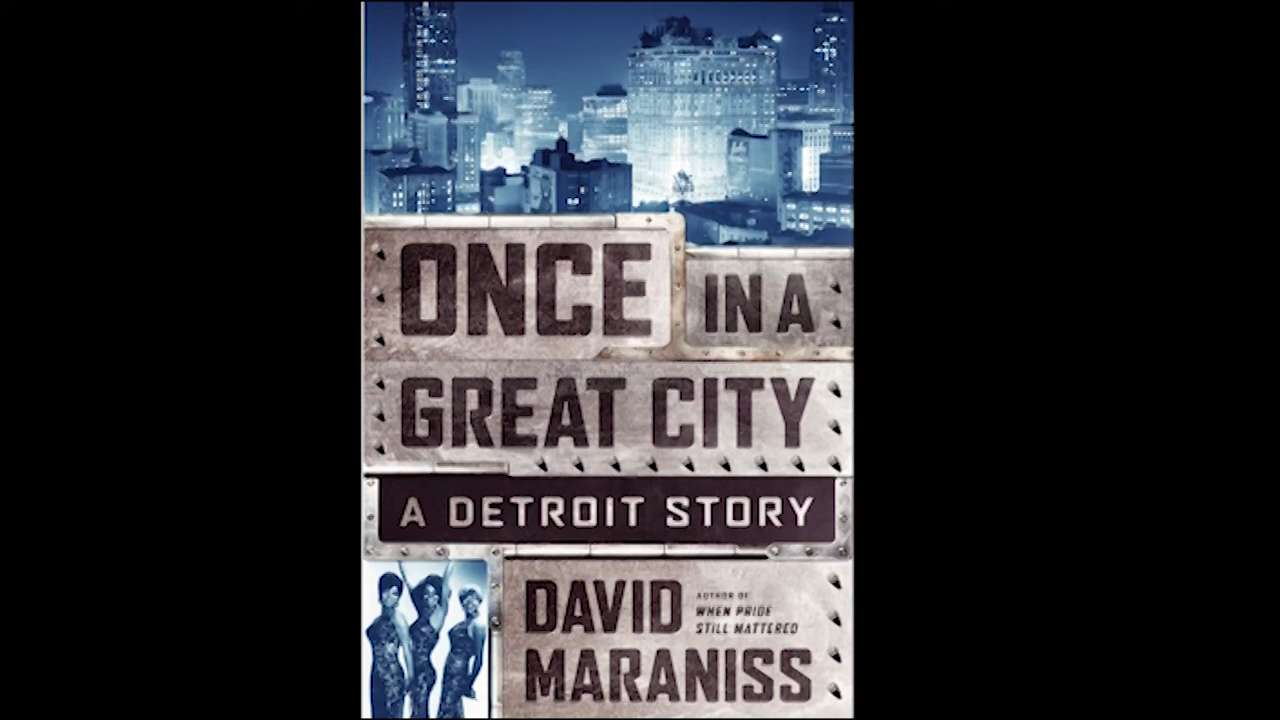 ONCE IN A
GREAT CITY
A DETROIT STORY
DAVID
MARANISS
AUTHOR OF
WHEN PRIDE
STILL MATTERED